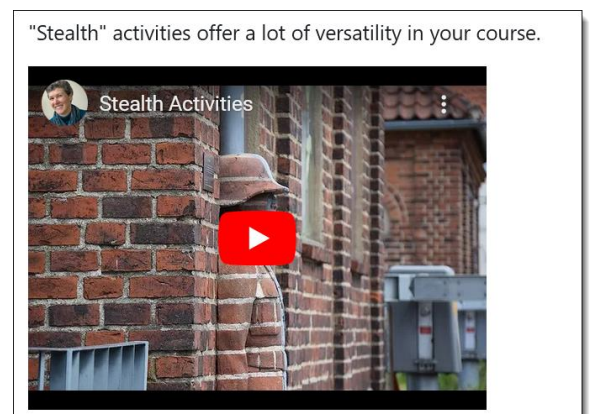 "Stealth" activities offer a lot of versatility in your course.
Stealth Activities